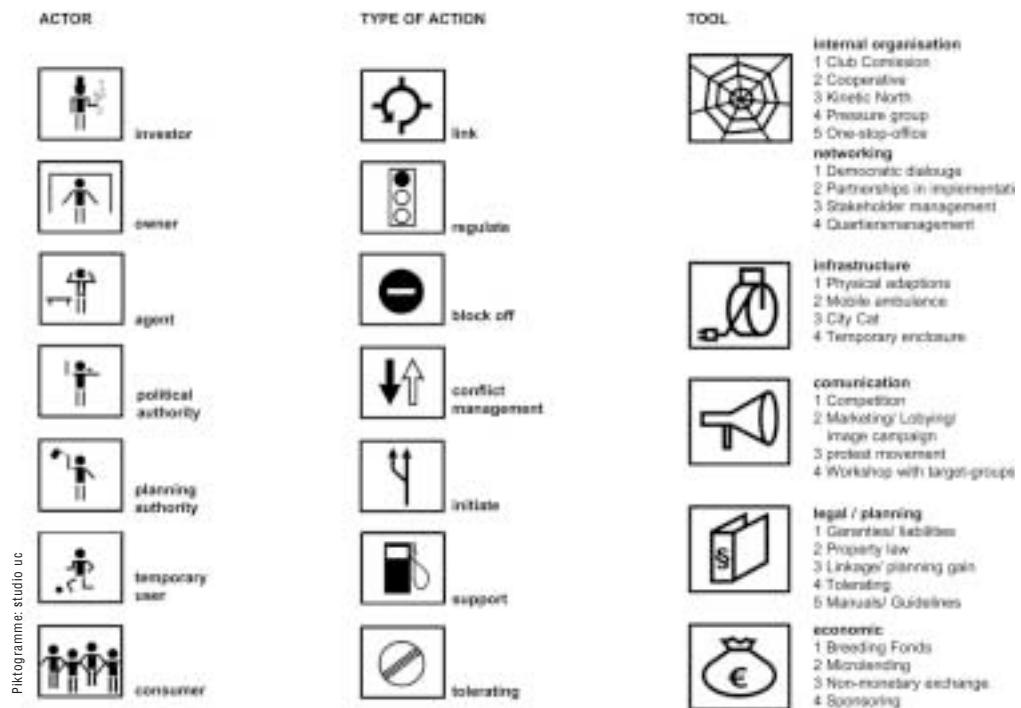 ACTOR
investor
owner
agent
political
authority
planning
authority
temporary
user
consumer
TYPE OF ACTION
link
regulate
block off
conflict
management
initiate
support
tolerating
TOOL
internal organisation
1 Club Comission
2 Cooperative
3 Kinetic North
4 Pressure group
5 One-stop-office
networking
1 Democratic dialouge
2 Partnerships in implementati
3 Stakeholder management
4 Quartiersmanagement
infrastructure
1 Physical adaptions
2 Mobile ambulance
3 City Cat
4 Temporary enclosure
comunication
1 Competition
2 Marketing/ Lobying/
image campaign
3 protest movement
4 Workshop with target-groups
§
legal / planning
1 Garanties/ liabilities
2 Property law
3 Linkage/ planning gain
4 Tolerating
5 Manuals/ Guidelines
€
economic
1 Breeding Fonds
2 Microlending
3 Non-monetary exchange
4 Sponsoring
Piktogramme: studio uc